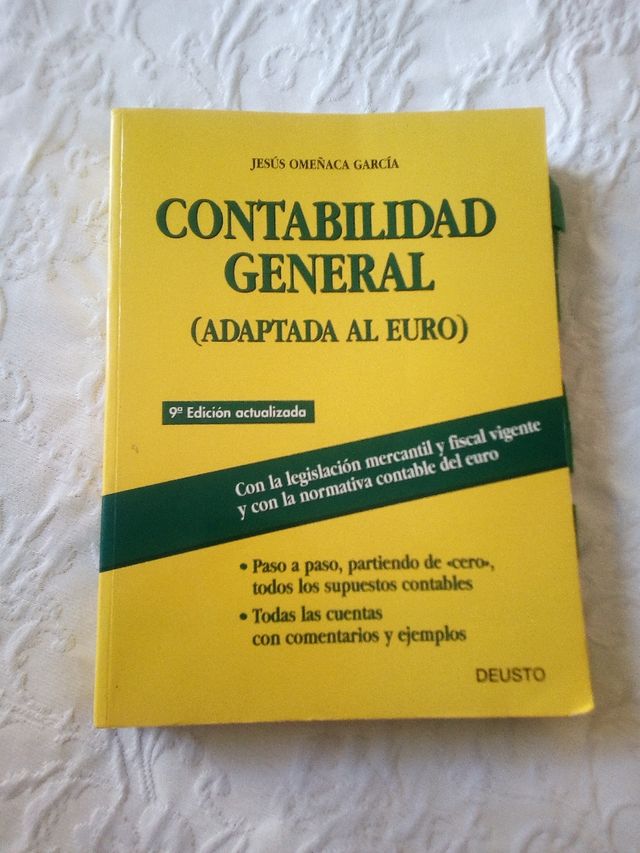 JESÚS OMEÑACA GARCÍA
CONTABILIDAD
GENERAL
(ADAPTADA AL EURO)
9ª Edición actualizada
Con la legislación mercantil y fiscal vigente
y con la normativa contable del euro
• Paso a paso, partiendo de «cero»,
todos los supuestos contables
• Todas las cuentas
con comentarios y ejemplos
DEUSTO